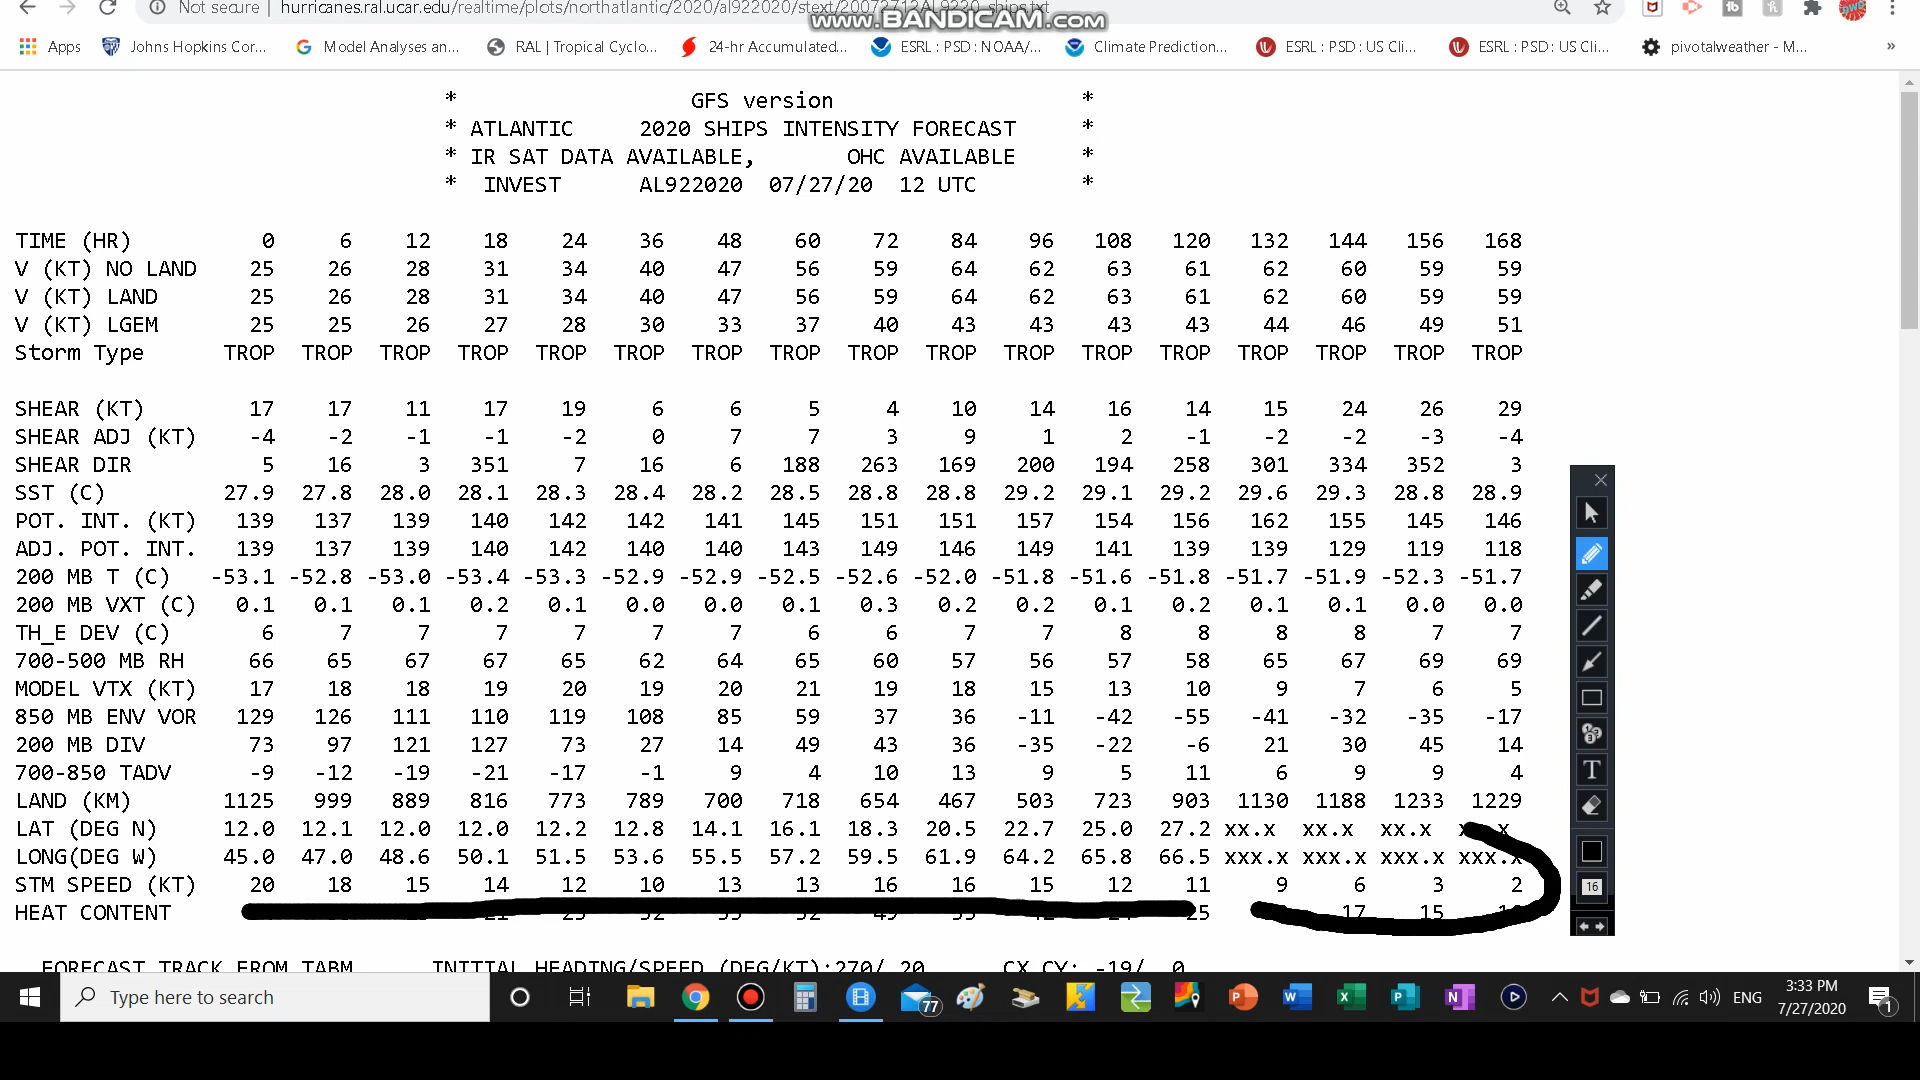 Not secure | hurricanes.ral.ucar.edu/realtime/plots/northatlantic/2020/al922020/stext/20072712AL9220_ships.txt
www.BANDICAM.com
Apps Johns Hopkins Cor... Model Analyses an... RAL | Tropical Cyclo... 24-hr Accumulated... ESRL : PSD : NOAA/... Climate Prediction... ESRL : PSD : US Cli... ESRL : PSD : US Cli... pivotalweather - M... »
* GFS version *
* ATLANTIC 2020 SHIPS INTENSITY FORECAST *
* IR SAT DATA AVAILABLE, OHC AVAILABLE *
* INVEST AL922020 07/27/20 12 UTC *
TIME (HR) 0 6 12 18 24 36 48 60 72 84 96 108 120 132 144 156 168
V (KT) NO LAND 25 26 28 31 34 40 47 56 59 64 62 63 61 62 60 59 59
V (KT) LAND 25 26 28 31 34 40 47 56 59 64 62 63 61 62 60 59 59
V (KT) LGEM 25 25 26 27 28 30 33 37 40 43 43 43 43 44 46 49 51
Storm Type TROP TROP TROP TROP TROP TROP TROP TROP TROP TROP TROP TROP TROP TROP TROP TROP TROP
SHEAR (KT) 17 17 11 17 19 6 6 5 4 10 14 16 14 15 24 26 29
SHEAR ADJ (KT) -4 -2 -1 -1 -2 0 7 7 3 9 1 2 -1 -2 -2 -3 -4
SHEAR DIR 5 16 3 351 7 16 6 188 263 169 200 194 258 301 334 352 3
SST (C) 27.9 27.8 28.0 28.1 28.3 28.4 28.2 28.5 28.8 28.8 29.2 29.1 29.2 29.6 29.3 28.8 28.9
POT. INT. (KT) 139 137 139 140 142 142 141 145 151 151 157 154 156 162 155 145 146
ADJ. POT. INT. 139 137 139 140 142 140 140 143 149 146 149 141 139 139 129 119 118
200 MB T (C) -53.1 -52.8 -53.0 -53.4 -53.3 -52.9 -52.9 -52.5 -52.6 -52.0 -51.8 -51.6 -51.8 -51.7 -51.9 -52.3 -51.7
200 MB VXT (C) 0.1 0.1 0.1 0.2 0.1 0.0 0.0 0.1 0.3 0.2 0.2 0.1 0.2 0.1 0.1 0.0 0.0
TH_E DEV (C) 6 7 7 7 7 7 7 6 6 7 7 8 8 8 8 7 7
700-500 MB RH 66 65 67 67 65 62 64 65 60 57 56 57 58 65 67 69 69
MODEL VTX (KT) 17 18 18 19 20 19 20 21 19 18 15 13 10 9 7 6 5
850 MB ENV VOR 129 126 111 110 119 108 85 59 37 36 -11 -42 -55 -41 -32 -35 -17
200 MB DIV 73 97 121 127 73 27 14 49 43 36 -35 -22 -6 21 30 45 14
700-850 TADV -9 -12 -19 -21 -17 -1 9 4 10 13 9 5 11 6 9 9 4
LAND (KM) 1125 999 889 816 773 789 700 718 654 467 503 723 903 1130 1188 1233 1229
LAT (DEG N) 12.0 12.1 12.0 12.0 12.2 12.8 14.1 16.1 18.3 20.5 22.7 25.0 27.2 xx.x xx.x xx.x
LONG(DEG W) 45.0 47.0 48.6 50.1 51.5 53.6 55.5 57.2 59.5 61.9 64.2 65.8 66.5 xxx.x xxx.x xxx.x xxx.x
STM SPEED (KT) 20 18 15 14 12 10 13 13 16 16 15 12 11 9 6 3 2
HEAT CONTENT 25 17 15
FORECAST TRACK FROM TABM INITIAL HEADING/SPEED (DEG/KT):270/ 20 CX,CY: -19/ 0
T
16
Type here to search
77
ENG
3:33 PM
7/27/2020
1